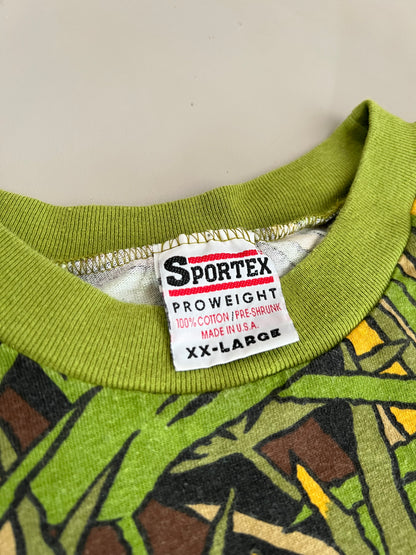 SPORTEX
PROWEIGHT
100% COTTON / PRE-SHRUNK
MADE IN U.S.A.
XX-LARGE